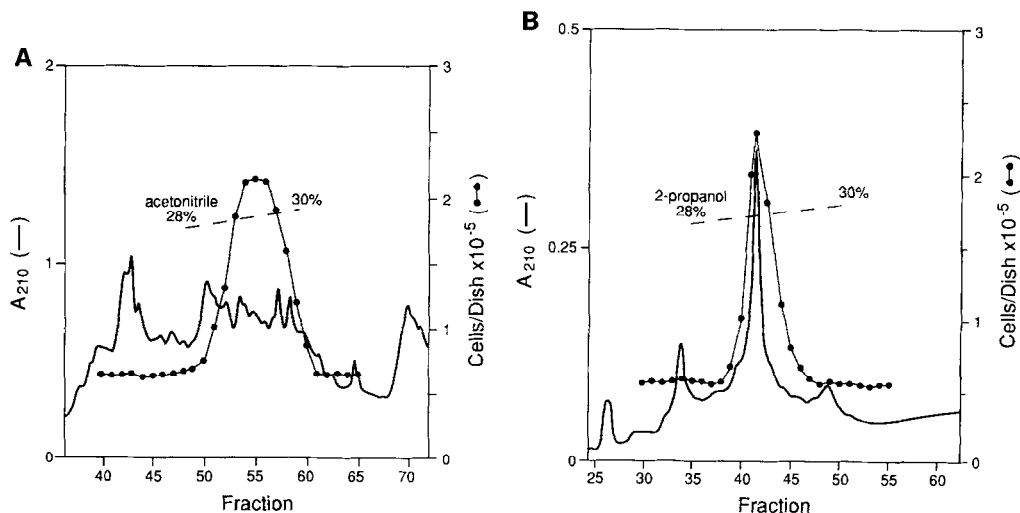 A
2
1
0
A210 (—)
acetonitrile
28%
30%
3
2
1
0
Cells/Dish x10-5 (●-●)
40 45 50 55 60 65 70
Fraction
B
0.5
0.25
0
A210 (—)
2-propanol
28%
30%
3
2
1
0
Cells/Dish x10-5 (●-●)
25 30 35 40 45 50 55 60
Fraction